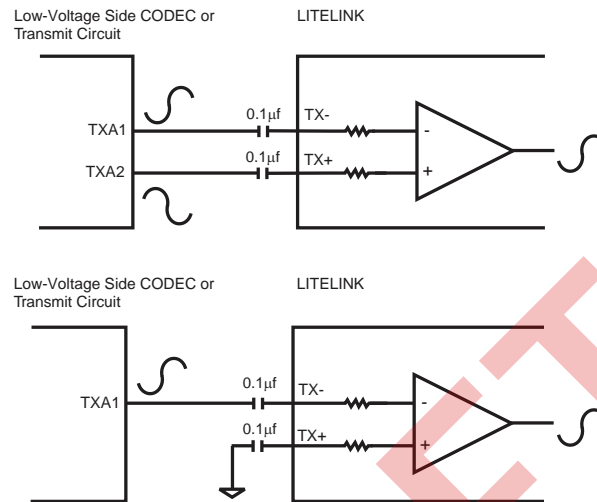 Low-Voltage Side CODEC or
Transmit Circuit
LITELINK
0.1µf
TX-
TXA1
-
0.1µf
TX+
TXA2
+
Low-Voltage Side CODEC or
Transmit Circuit
LITELINK
0.1µf
TX-
TXA1
-
0.1µf
TX+
+
ET